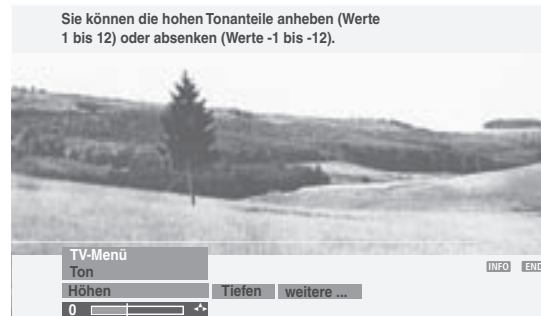 Sie können die hohen Tonanteile anheben (Werte
1 bis 12) oder absenken (Werte -1 bis -12).
TV-Menü
Ton
INFO END
Höhen Tiefen weitere ...
0